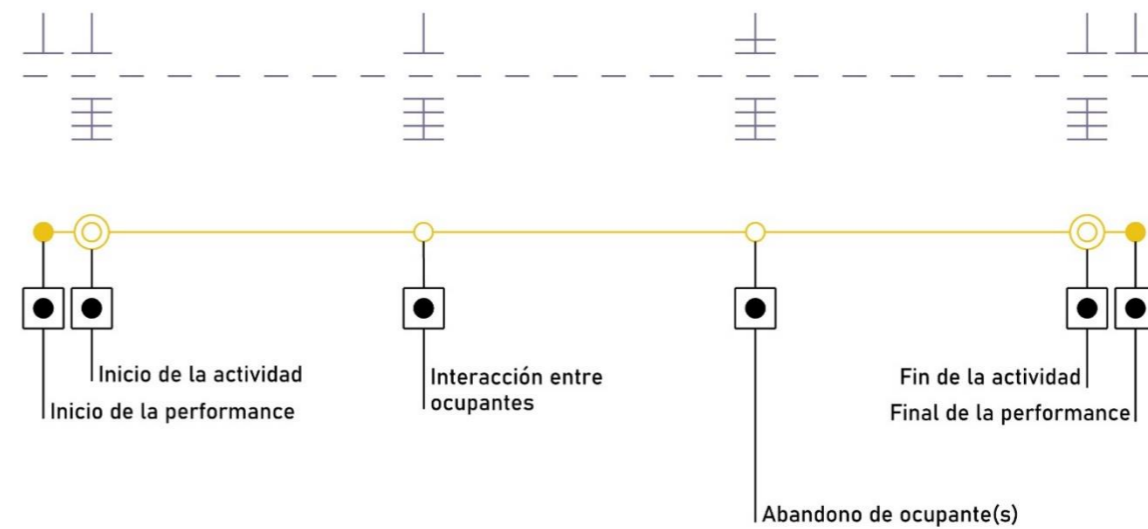 Inicio de la actividad
Inicio de la performance
Interacción entre
ocupantes
Abandono de ocupante(s)
Fin de la actividad
Final de la performance